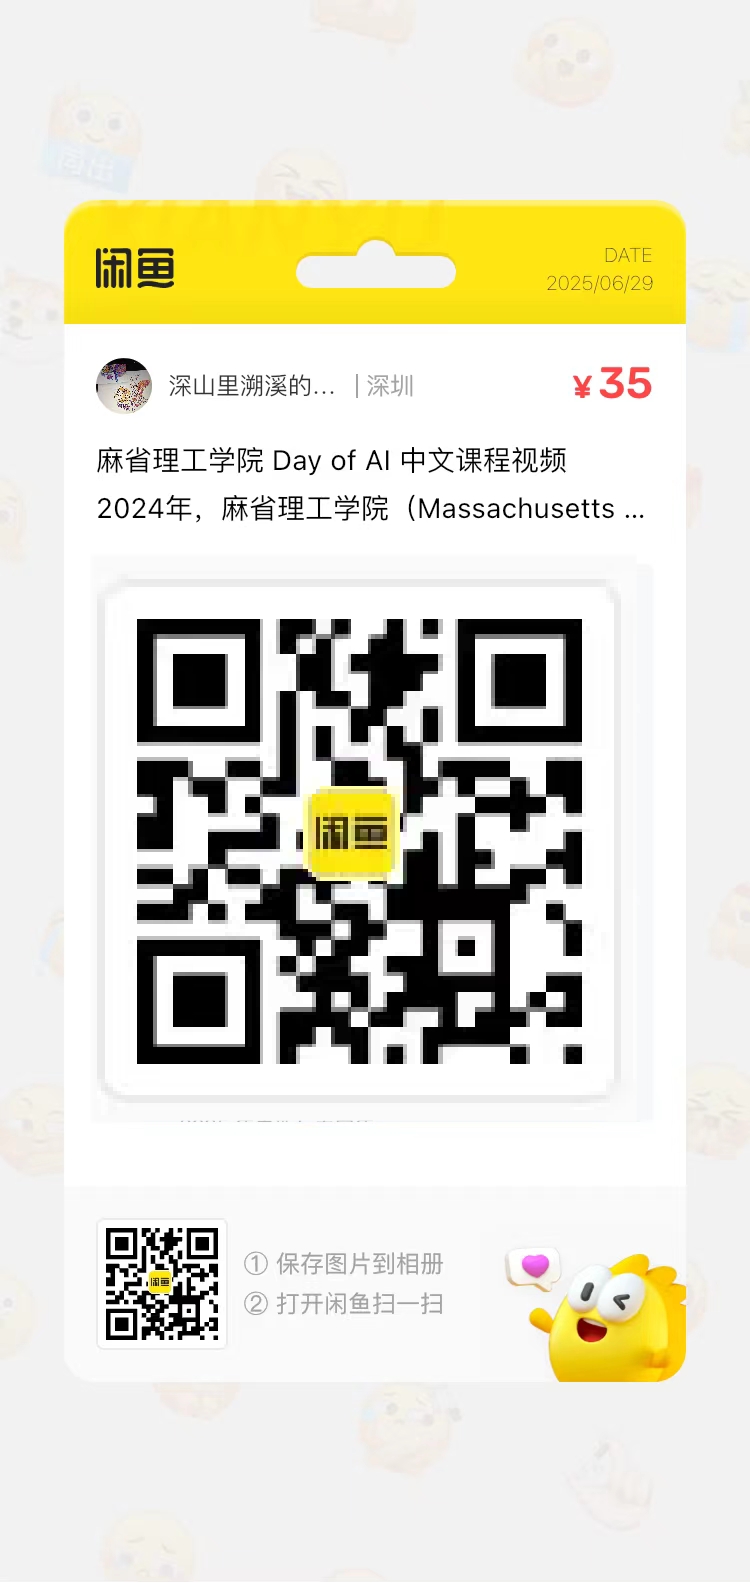 闲鱼
DATE
2025/06/29
深山里溯溪的... | 深圳
¥35
麻省理工学院 Day of AI 中文课程视频
2024年，麻省理工学院（Massachusetts ...
闲鱼
闲鱼
① 保存图片到相册
② 打开闲鱼扫一扫